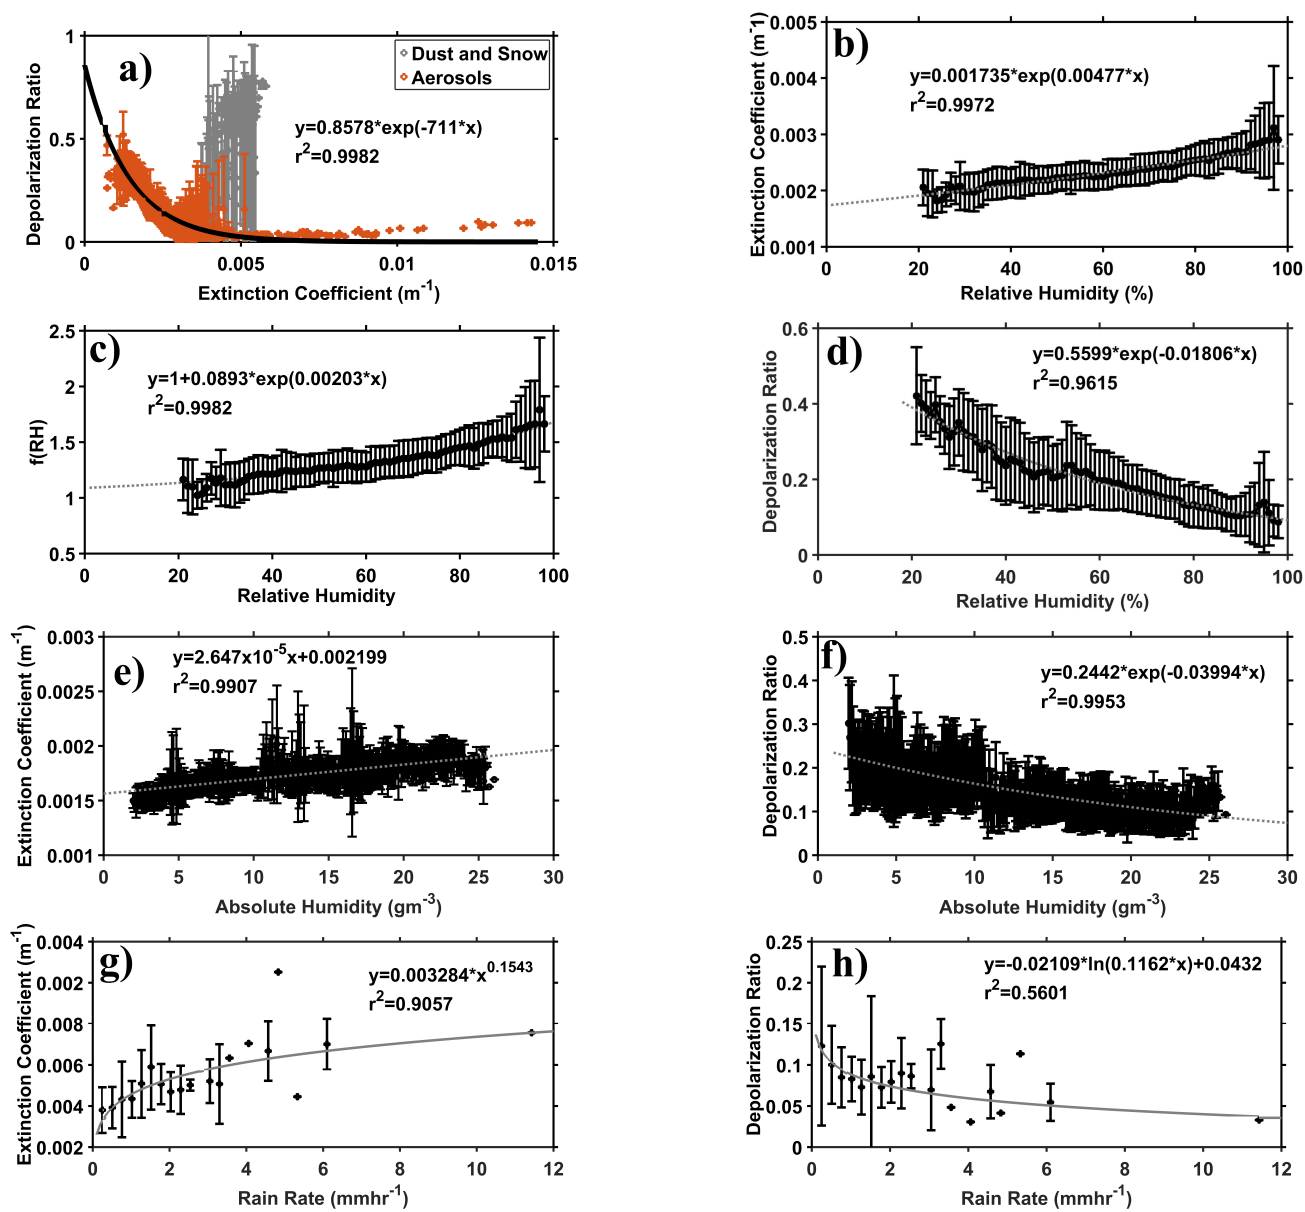 a)
Dust and Snow
Aerosols
y=0.8578*exp(-711*x)
r²=0.9982
Depolarization Ratio
1
0.5
0
0
0.005
0.01
0.015
Extinction Coefficient (m⁻¹)
b)
y=0.001735*exp(0.00477*x)
r²=0.9972
Extinction Coefficient (m⁻¹)
0.005
0.004
0.003
0.002
0.001
0
20
40
60
80
100
Relative Humidity (%)
c)
y=1+0.0893*exp(0.00203*x)
r²=0.9982
f(RH)
2.5
2
1.5
1
0.5
0
20
40
60
80
100
Relative Humidity
d)
y=0.5599*exp(-0.01806*x)
r²=0.9615
Depolarization Ratio
0.6
0.4
0.2
0
0
20
40
60
80
100
Relative Humidity (%)
e)
y=2.647x10⁻⁵x+0.002199
r²=0.9907
Extinction Coefficient (m⁻¹)
0.003
0.0025
0.002
0.0015
0.001
0
5
10
15
20
25
30
Absolute Humidity (gm⁻³)
f)
y=0.2442*exp(-0.03994*x)
r²=0.9953
Depolarization Ratio
0.5
0.4
0.3
0.2
0.1
0
0
5
10
15
20
25
30
Absolute Humidity (gm⁻³)
g)
y=0.003284*x⁰·¹⁵⁴³
r²=0.9057
Extinction Coefficient (m⁻¹)
0.004
0.002
0.008
0.006
0.004
0.002
0
2
4
6
8
10
12
Rain Rate (mmhr⁻¹)
h)
y=-0.02109*ln(0.1162*x)+0.0432
r²=0.5601
Depolarization Ratio
0.25
0.2
0.15
0.1
0.05
0
0
2
4
6
8
10
12
Rain Rate (mmhr⁻¹)